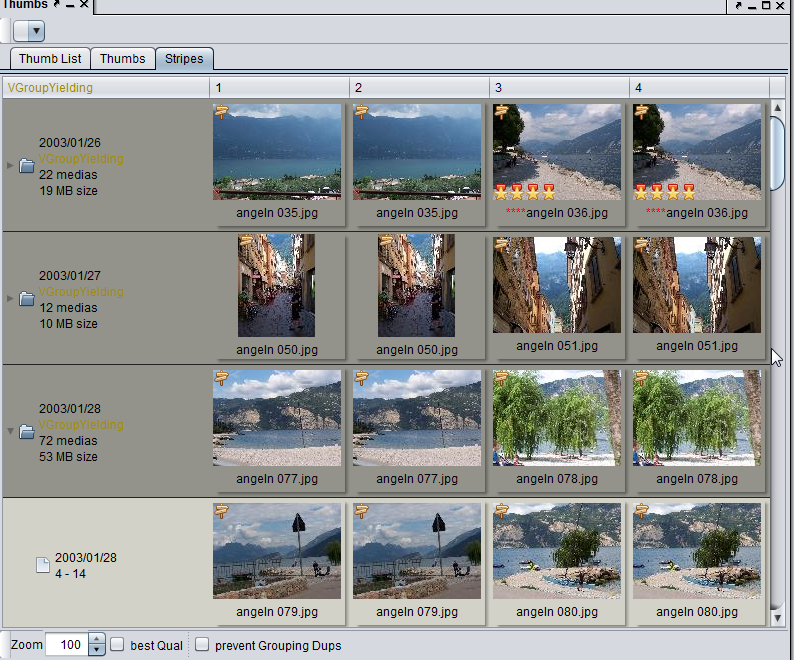 Thumbs
Thumb List Thumbs Stripes
VGroupYielding 1 2 3 4
2003/01/26
VGroupYielding
22 medias
19 MB size
angeln 035.jpg angeln 035.jpg ****angeln 036.jpg ****angeln 036.jpg
2003/01/27
VGroupYielding
12 medias
10 MB size
angeln 050.jpg angeln 050.jpg angeln 051.jpg angeln 051.jpg
2003/01/28
VGroupYielding
72 medias
53 MB size
angeln 077.jpg angeln 077.jpg angeln 078.jpg angeln 078.jpg
2003/01/28
4 - 14
angeln 079.jpg angeln 079.jpg angeln 080.jpg angeln 080.jpg
Zoom 100 best Qual prevent Grouping Dups